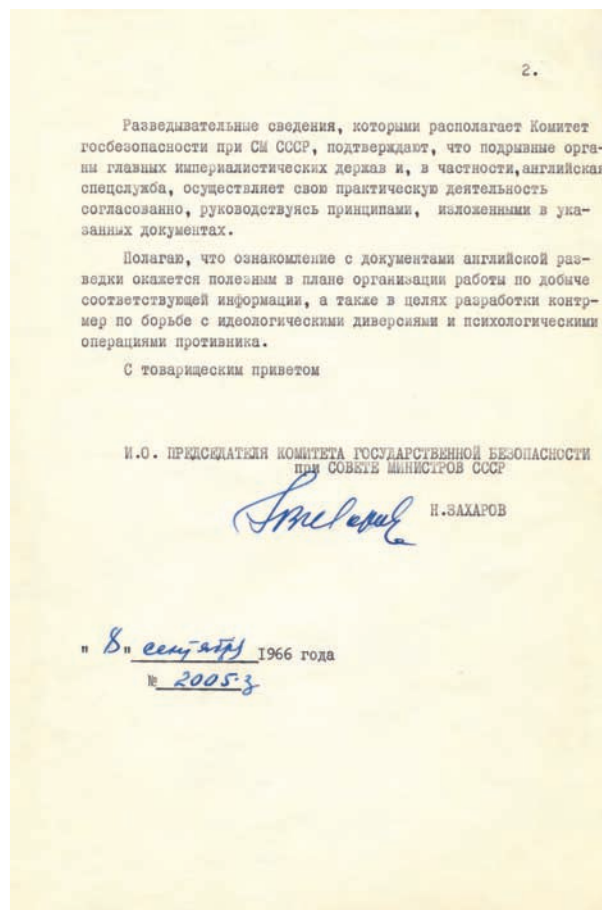 2.
Разведывательные сведения, которыми располагает Комитет
госбезопасности при СМ СССР, подтверждают, что подрывные орга-
ны главных империалистических держав и, в частности,английская
спецслужба, осуществляет свою практическую деятельность
согласованно, руководствуясь принципами, изложенными в ука-
занных документах.
Полагаю, что ознакомление с документами английской раз-
ведки окажется полезным в плане организации работы по добыче
соответствующей информации, а также в целях разработки контр-
мер по борьбе с идеологическими диверсиями и психологическими
операциями противника.
С товарищеским приветом
И.О. ПРЕДСЕДАТЕЛЯ КОМИТЕТА ГОСУДАРСТВЕННОЙ БЕЗОПАСНОСТИ
при СОВЕТЕ МИНИСТРОВ СССР
Н.ЗАХАРОВ
" 8 " сентября 1966 года
№ 2005-з